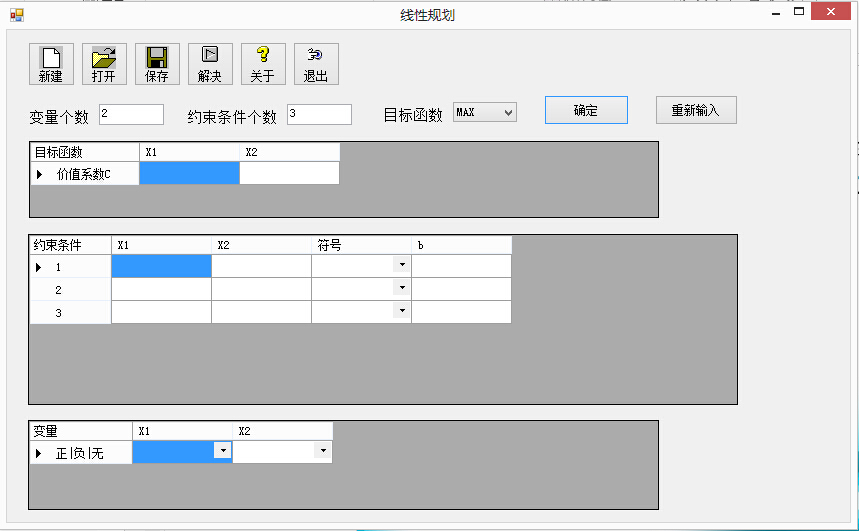 线性规划
新建 打开 保存 解决 关于 退出
变量个数 2 约束条件个数 3 目标函数 MAX 确定 重新输入
目标函数 X1 X2
价值系数C
约束条件 X1 X2 符号 b
1
2
3
变量 X1 X2
正|负|无